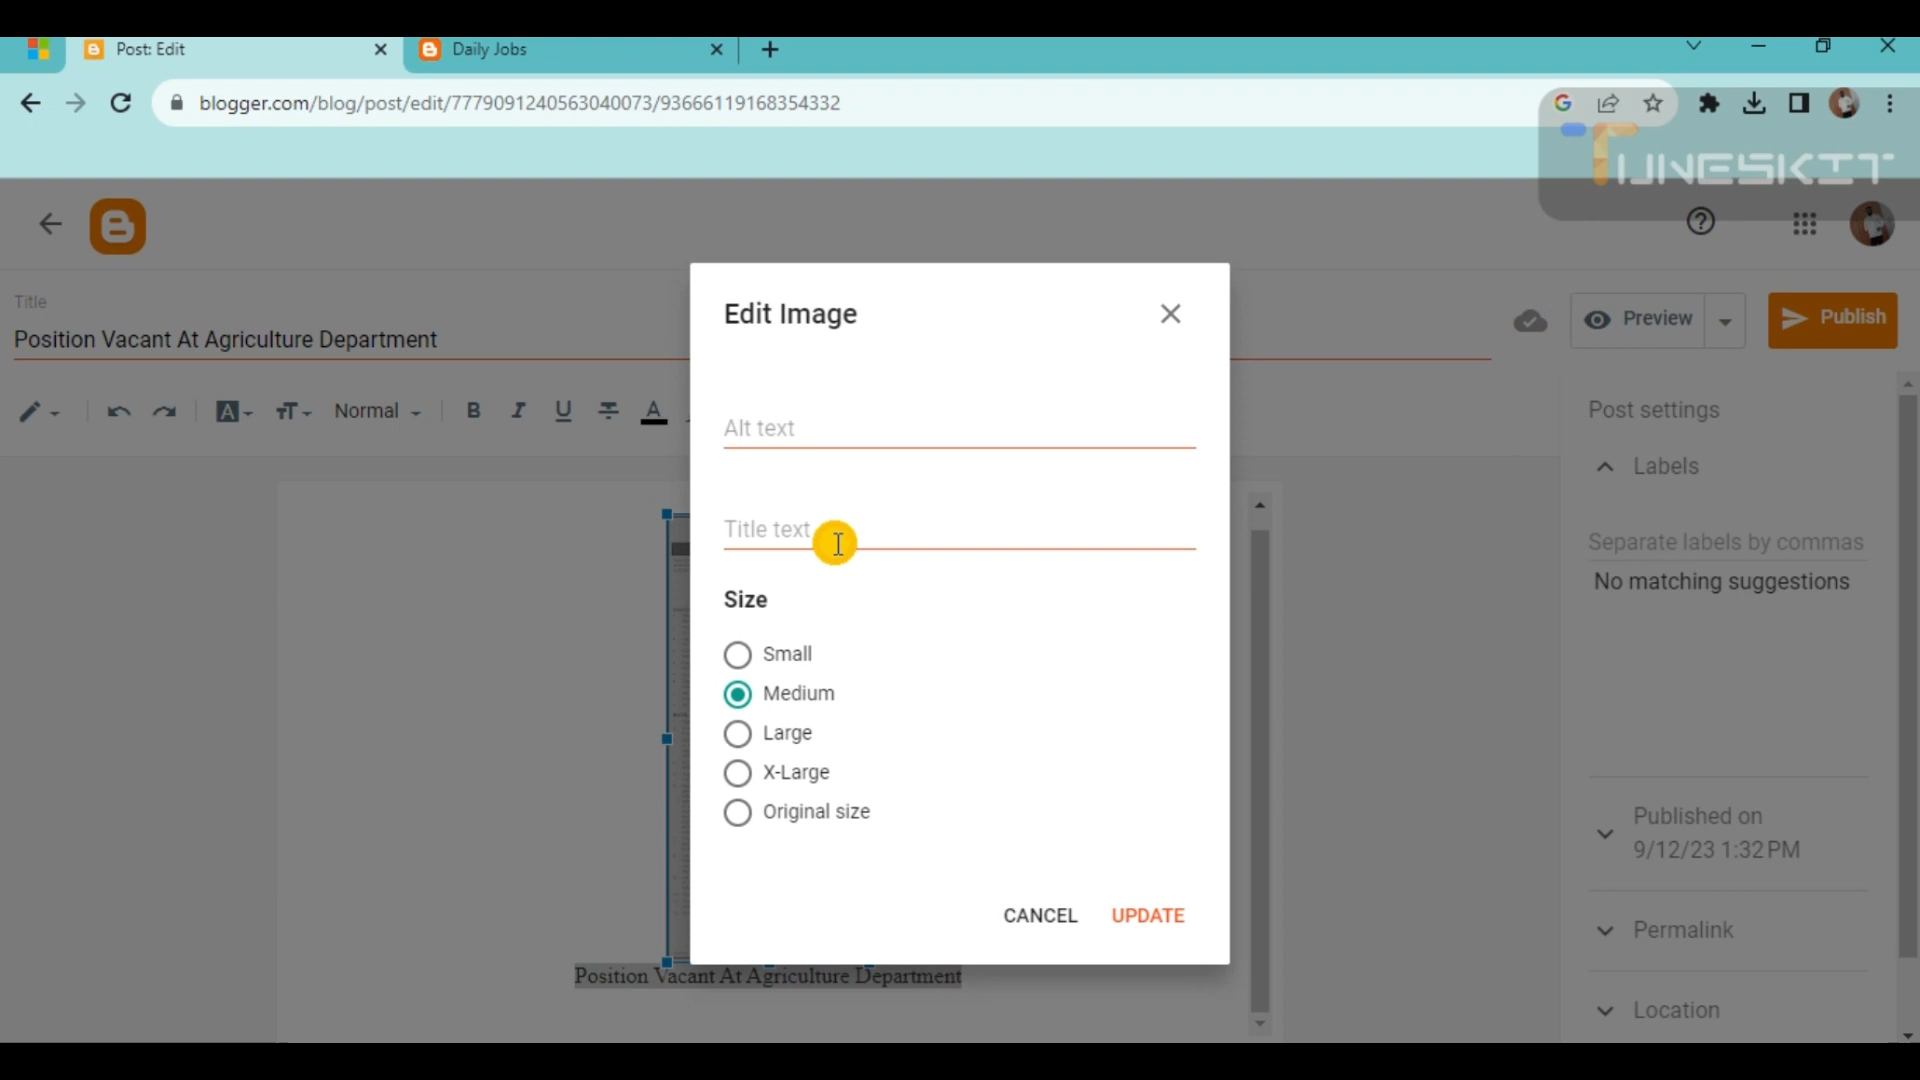 Post: Edit
Daily Jobs
blogger.com/blog/post/edit/7779091240563040073/93666119168354332
TUNESKIT
Title
Position Vacant At Agriculture Department
Preview
Publish
Normal
B I U A
Edit Image
Alt text
Title text
Size
Small
Medium
Large
X-Large
Original size
CANCEL
UPDATE
Position Vacant At Agriculture Department
Post settings
Labels
Separate labels by commas
No matching suggestions
Published on
9/12/23 1:32 PM
Permalink
Location